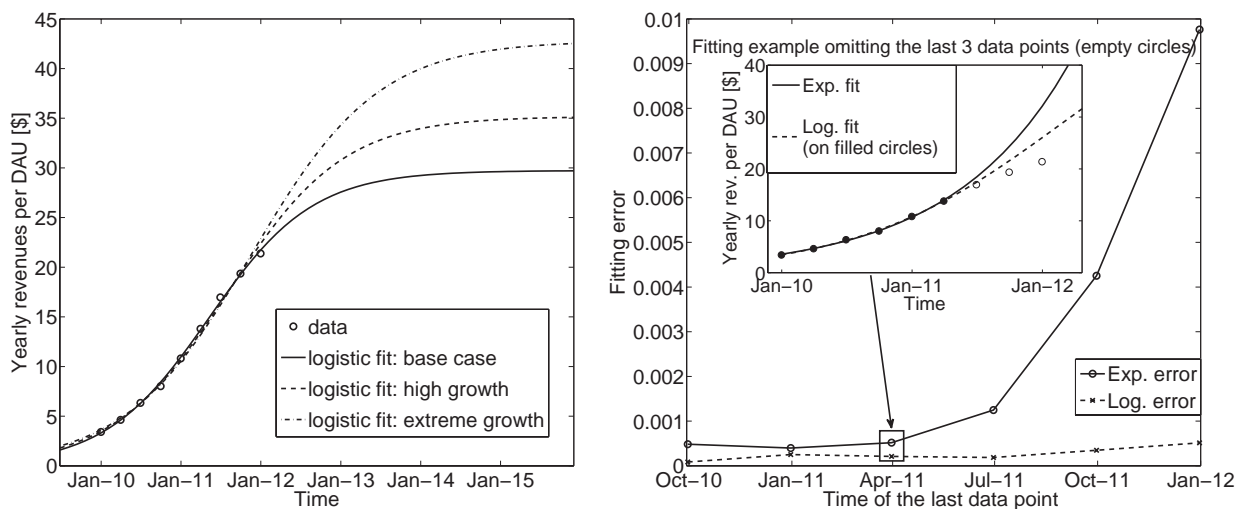 45
40
35
30
25
20
15
10
5
0
Yearly revenues per DAU [$]
data
logistic fit: base case
logistic fit: high growth
logistic fit: extreme growth
Jan−10
Jan−11
Jan−12
Jan−13
Jan−14
Jan−15
Time
0.01
0.009
0.008
0.007
0.006
0.005
0.004
0.003
0.002
0.001
0
Fitting error
Fitting example omitting the last 3 data points (empty circles)
40
30
20
10
0
Yearly rev. per DAU [$]
Exp. fit
Log. fit
(on filled circles)
Jan−10
Jan−11
Jan−12
Time
Exp. error
Log. error
Oct−10
Jan−11
Apr−11
Jul−11
Oct−11
Jan−12
Time of the last data point